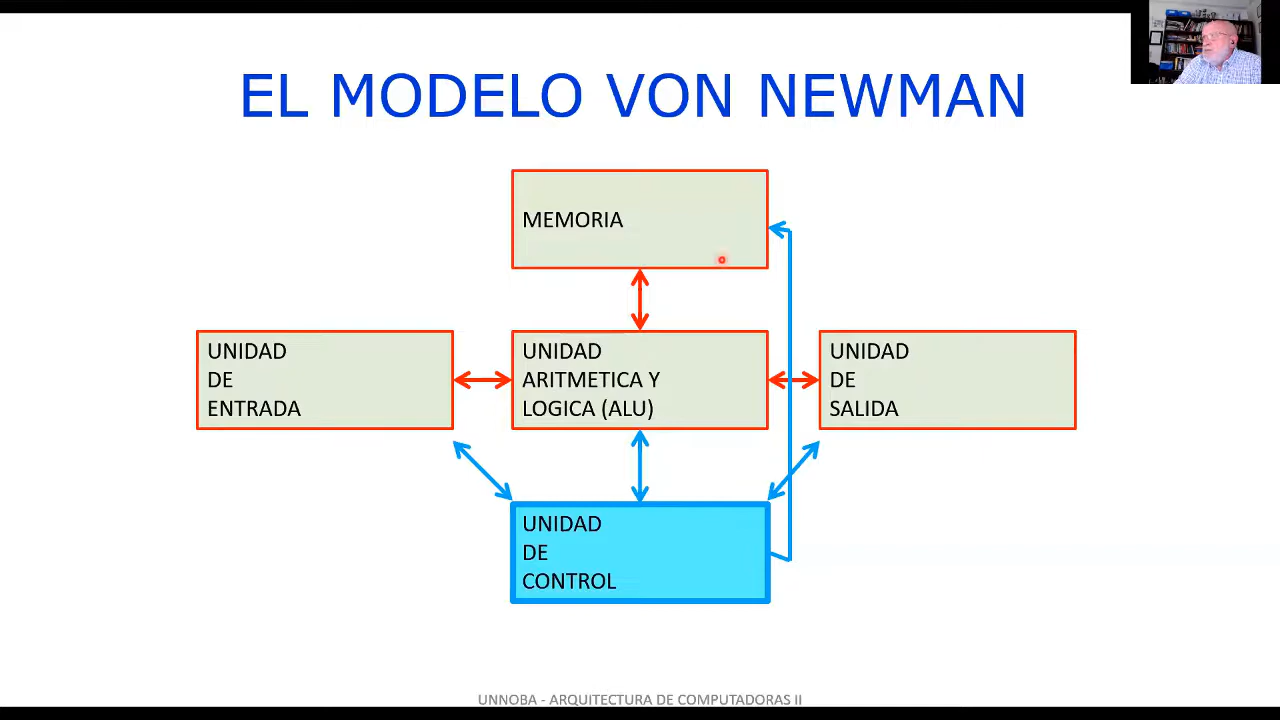 EL MODELO VON NEWMAN
MEMORIA
UNIDAD
DE
ENTRADA
UNIDAD
ARITMETICA Y
LOGICA (ALU)
UNIDAD
DE
SALIDA
UNIDAD
DE
CONTROL
UNNOBA - ARQUITECTURA DE COMPUTADORAS II